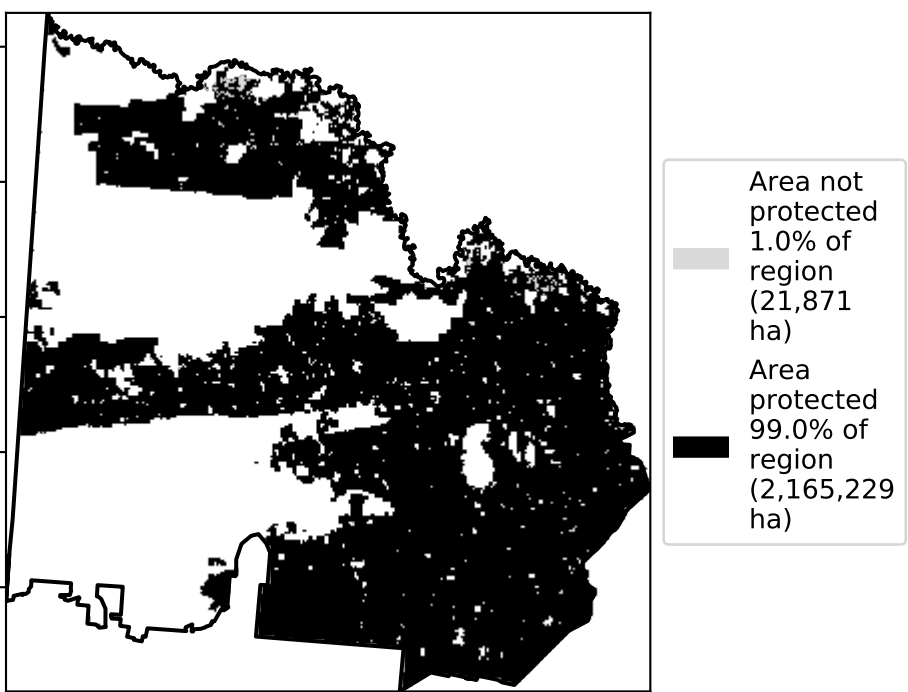 Area not
protected
1.0% of
region
(21,871
ha)
Area
protected
99.0% of
region
(2,165,229
ha)